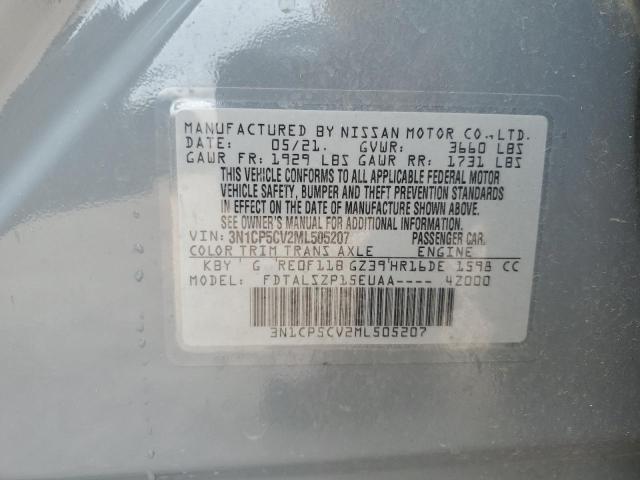 MANUFACTURED BY NISSAN MOTOR CO.,LTD.
DATE: 05/21. GVWR: 3660 LBS
GAWR FR: 1929 LBS GAWR RR: 1731 LBS
THIS VEHICLE CONFORMS TO ALL APPLICABLE FEDERAL MOTOR
VEHICLE SAFETY, BUMPER AND THEFT PREVENTION STANDARDS
IN EFFECT ON THE DATE OF MANUFACTURE SHOWN ABOVE.
SEE OWNER'S MANUAL FOR ADDITIONAL INFORMATION.
VIN: 3N1CP5CV2ML505207 PASSENGER CAR.
COLOR TRIM TRANS AXLE ENGINE
KBY G RE0F11B GZ39 HR16DE 1598 CC
MODEL: FDTALSZP15EUAA---- 4Z000
3N1CP5CV2ML505207